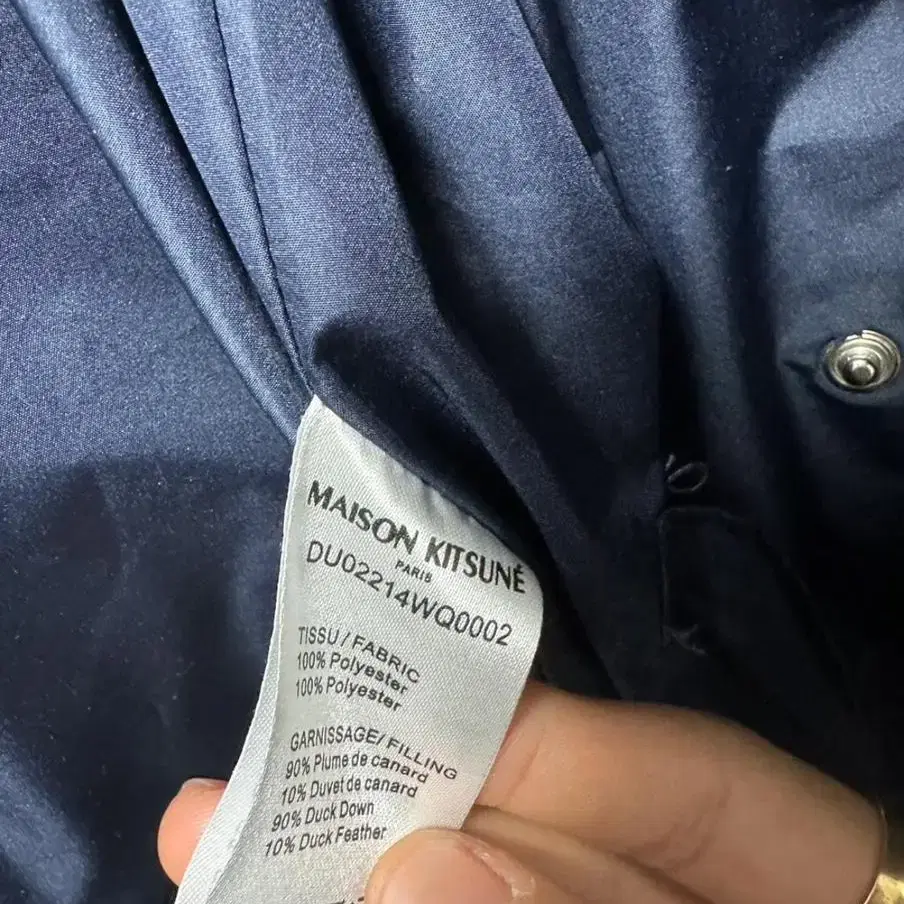 MAISON KITSUNÉ
PARIS
DU02214WQ0002
TISSU/FABRIC
100% Polyester
100% Polyester
GARNISSAGE/FILLING
90% Plume de canard
10% Duvet de canard
90% Duck Down
10% Duck Feather